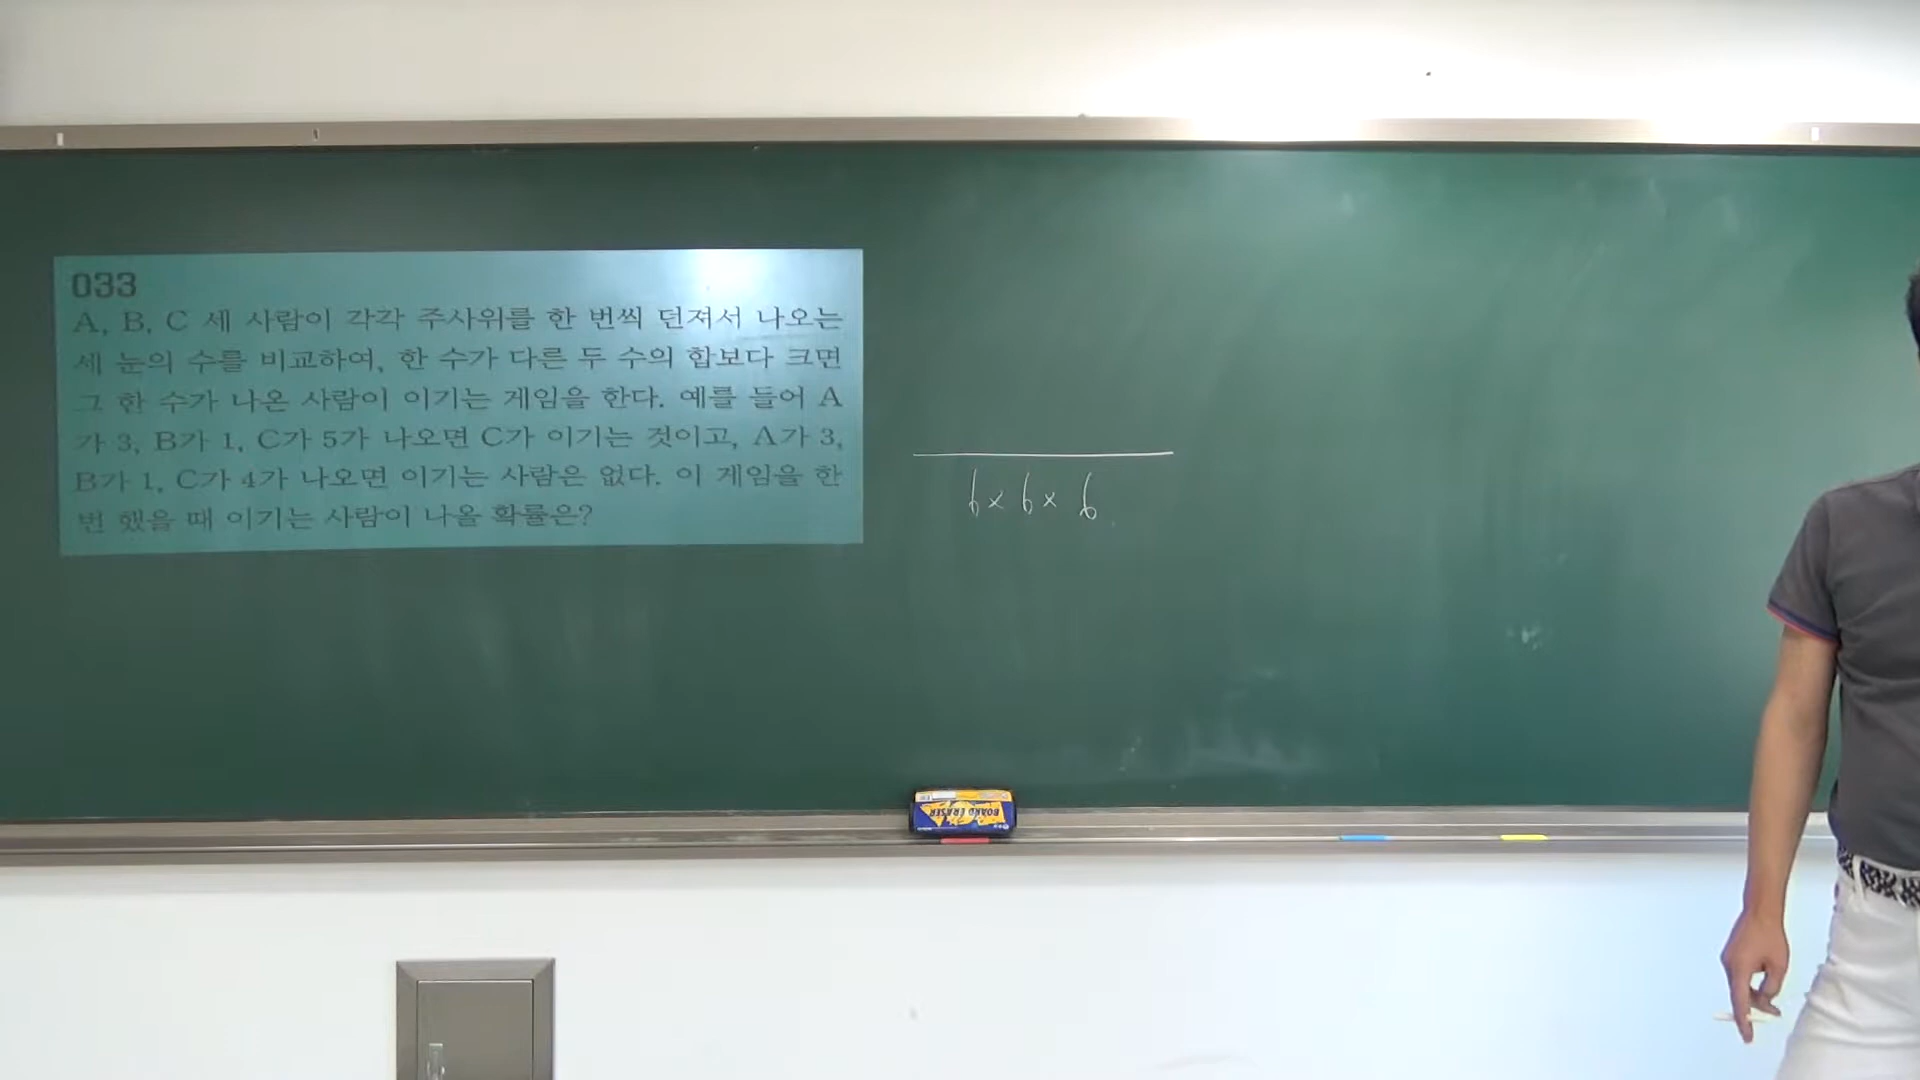 033
A, B, C 세 사람이 각각 주사위를 한 번씩 던져서 나오는
세 눈의 수를 비교하여, 한 수가 다른 두 수의 합보다 크면
그 한 수가 나온 사람이 이기는 게임을 한다. 예를 들어 A
가 3, B가 1, C가 5가 나오면 C가 이기는 것이고, A가 3,
B가 1, C가 4가 나오면 이기는 사람은 없다. 이 게임을 한
번 했을 때 이기는 사람이 나올 확률은?
6 × 6 × 6
BOARD ERASER